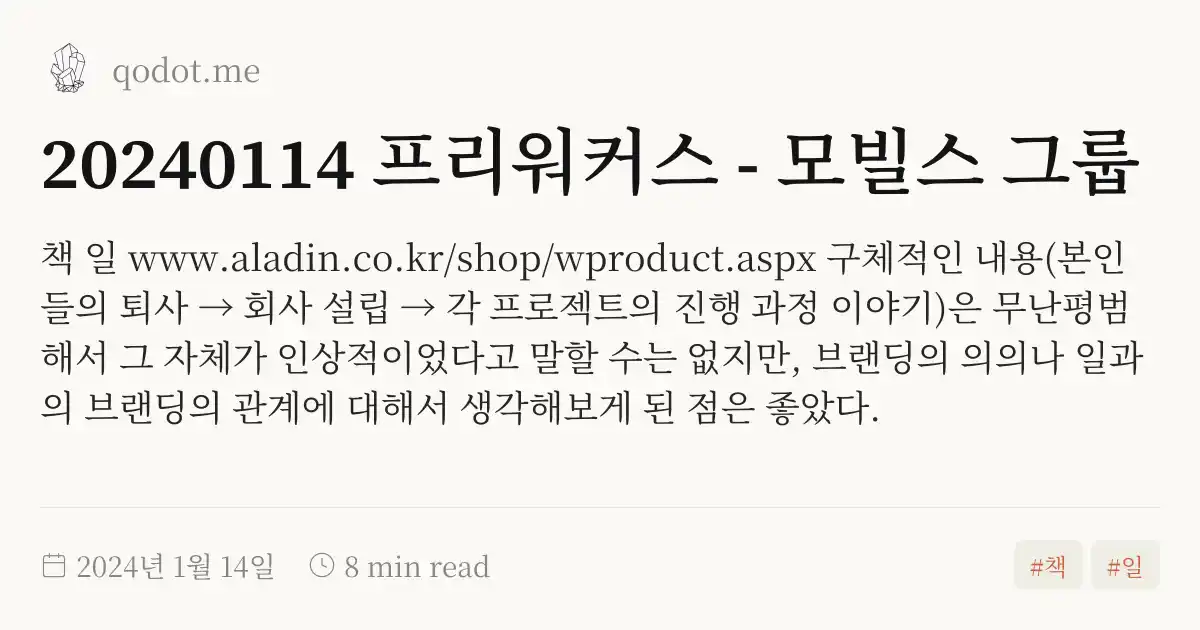 qodot.me
20240114 프리워커스 - 모빌스 그룹
책 일 www.aladin.co.kr/shop/wproduct.aspx 구체적인 내용(본인
들의 퇴사 → 회사 설립 → 각 프로젝트의 진행 과정 이야기)은 무난평범
해서 그 자체가 인상적이었다고 말할 수는 없지만, 브랜딩의 의의나 일과
의 브랜딩의 관계에 대해서 생각해보게 된 점은 좋았다.
2024년 1월 14일 8 min read #책 #일